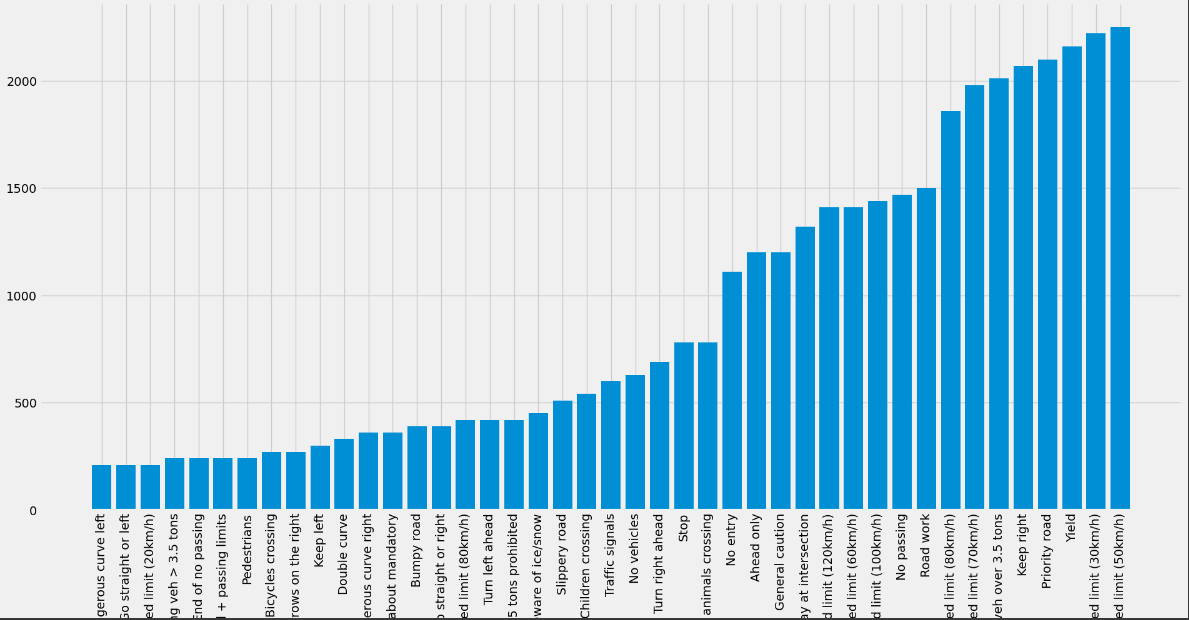 2000
1500
1000
500
0
gerous curve left
Go straight or left
ed limit (20km/h)
ng veh > 3.5 tons
End of no passing
+ passing limits
Pedestrians
Bicycles crossing
rows on the right
Keep left
Double curve
erous curve right
about mandatory
Bumpy road
straight or right
ed limit (80km/h)
Turn left ahead
5 tons prohibited
ware of ice/snow
Slippery road
Children crossing
Traffic signals
No vehicles
Turn right ahead
Stop
animals crossing
No entry
Ahead only
General caution
ay at intersection
d limit (120km/h)
ed limit (60km/h)
d limit (100km/h)
No passing
Road work
ed limit (80km/h)
ed limit (70km/h)
veh over 3.5 tons
Keep right
Priority road
Yield
ed limit (30km/h)
ed limit (50km/h)